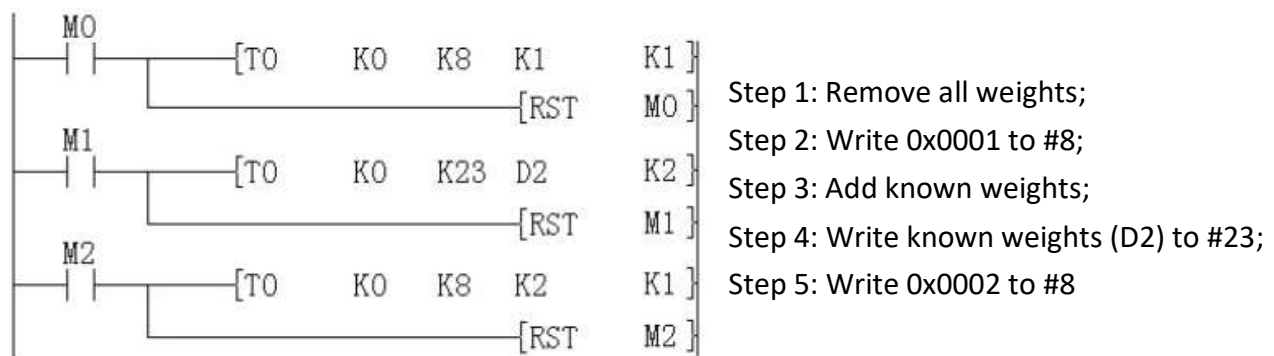 M0
[TO K0 K8 K1 K1]
[RST M0]
M1
[TO K0 K23 D2 K2]
[RST M1]
M2
[TO K0 K8 K2 K1]
[RST M2]
Step 1: Remove all weights;
Step 2: Write 0x0001 to #8;
Step 3: Add known weights;
Step 4: Write known weights (D2) to #23;
Step 5: Write 0x0002 to #8